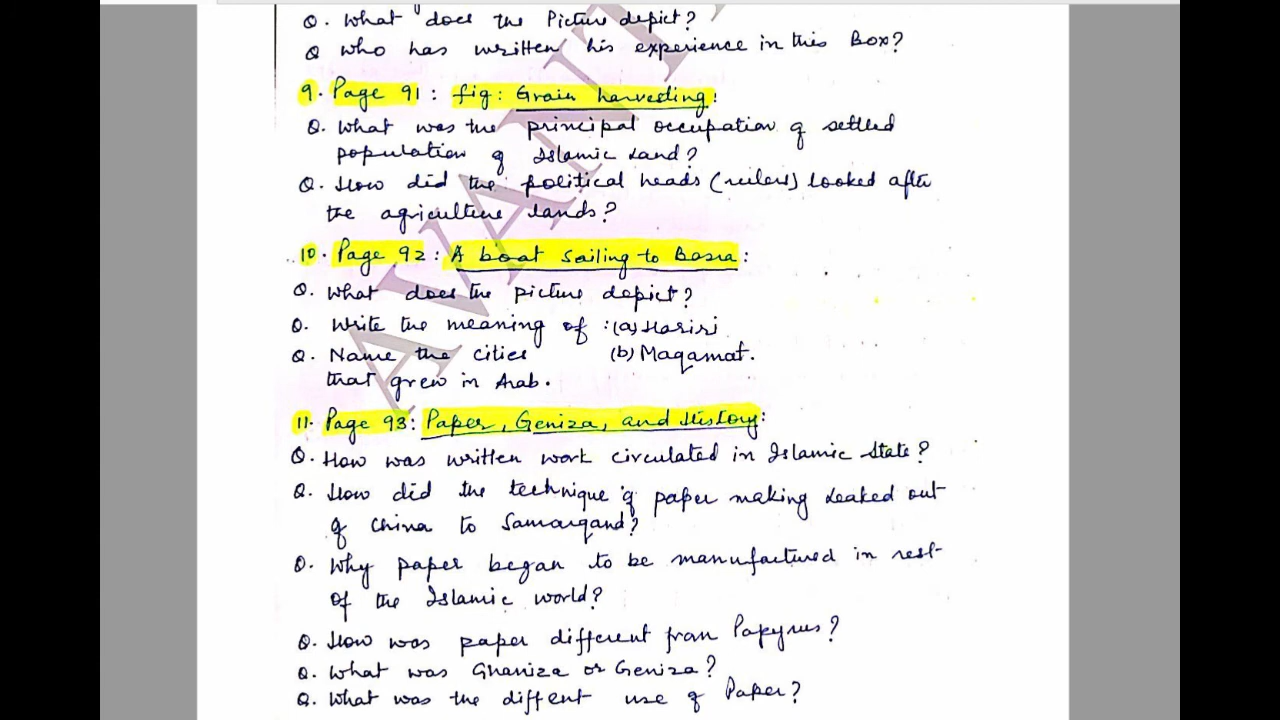 Q. What does the Picture depict?
Q Who has written his experience in this Box?
9. Page 91 : fig: Grain harvesting:
Q. What was the principal occupation of settled
population of Islamic Land?
Q. How did the political heads (rulers) looked after
the agriculture lands?
10. Page 92 : A boat sailing to Basra :
Q. What does the picture depict?
Q. Write the meaning of : (a) Hariri
Q. Name the cities (b) Maqamat.
that grew in Arab.
11. Page 93: Paper, Geniza, and History:
Q. How was written work circulated in Islamic State?
Q. How did the technique of paper making leaked out
of China to Samarqand?
Q. Why paper began to be manufactured in rest
of the Islamic world?
Q. How was paper different from Papyrus?
Q. What was Ghaniza or Geniza?
Q. What was the diffent use of Paper?